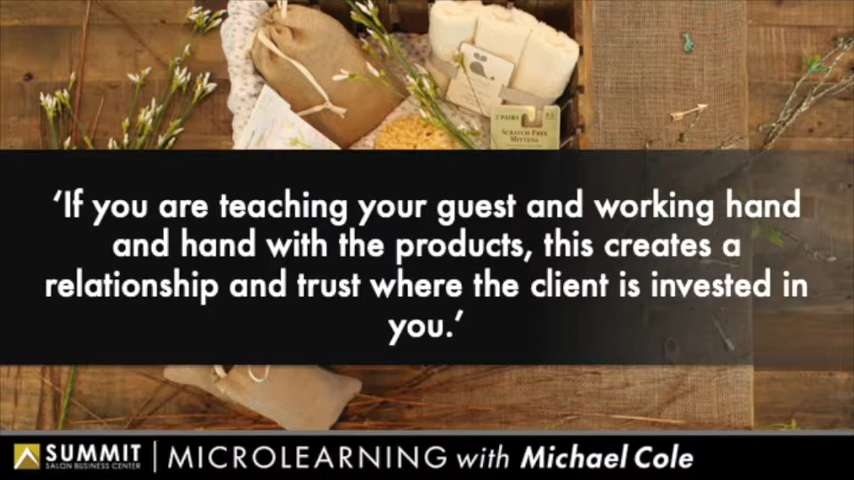 2 PAIRS
SCRATCH FREE
MITTENS
‘If you are teaching your guest and working hand
and hand with the products, this creates a
relationship and trust where the client is invested in
you.’
SUMMIT
SALON BUSINESS CENTER
MICROLEARNING with Michael Cole